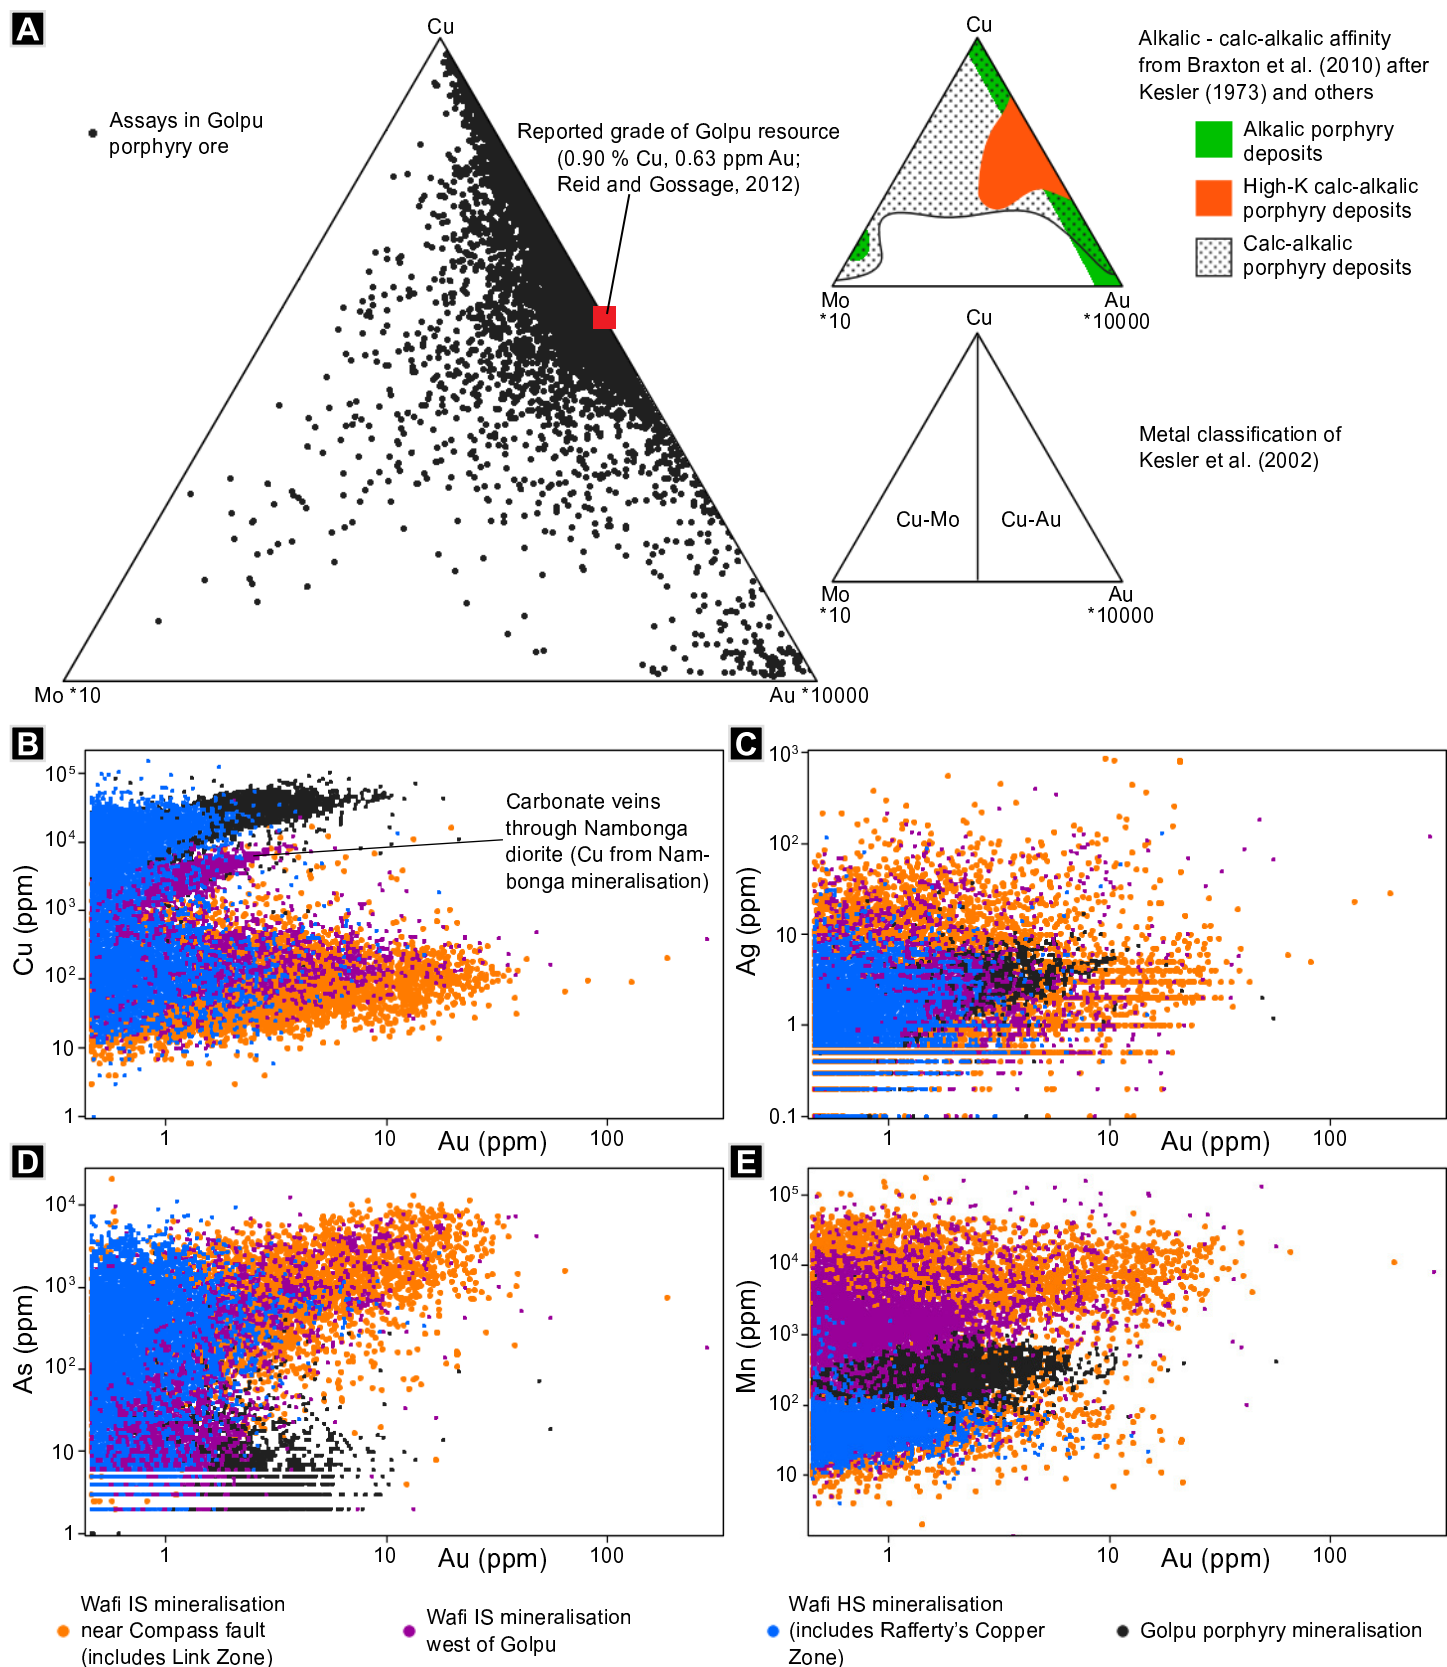 A
Cu
Assays in Golpu
porphyry ore
Reported grade of Golpu resource
(0.90 % Cu, 0.63 ppm Au;
Reid and Gossage, 2012)
Mo *10
Au *10000
Cu
Mo
*10
Au
*10000
Alkalic - calc-alkalic affinity
from Braxton et al. (2010) after
Kesler (1973) and others
Alkalic porphyry
deposits
High-K calc-alkalic
porphyry deposits
Calc-alkalic
porphyry deposits
Cu
Cu-Mo
Cu-Au
Mo
*10
Au
*10000
Metal classification of
Kesler et al. (2002)
B
Cu (ppm)
10⁵
10⁴
10³
10²
10
1
Carbonate veins
through Nambonga
diorite (Cu from Nam-
bonga mineralisation)
1
10
Au (ppm)
100
C
Ag (ppm)
10³
10²
10
1
0.1
1
10
Au (ppm)
100
D
As (ppm)
10⁴
10³
10²
10
1
1
10
Au (ppm)
100
E
Mn (ppm)
10⁵
10⁴
10³
10²
10
1
10
Au (ppm)
100
Wafi IS mineralisation
near Compass fault
(includes Link Zone)
Wafi IS mineralisation
west of Golpu
Wafi HS mineralisation
(includes Rafferty's Copper
Zone)
Golpu porphyry mineralisation